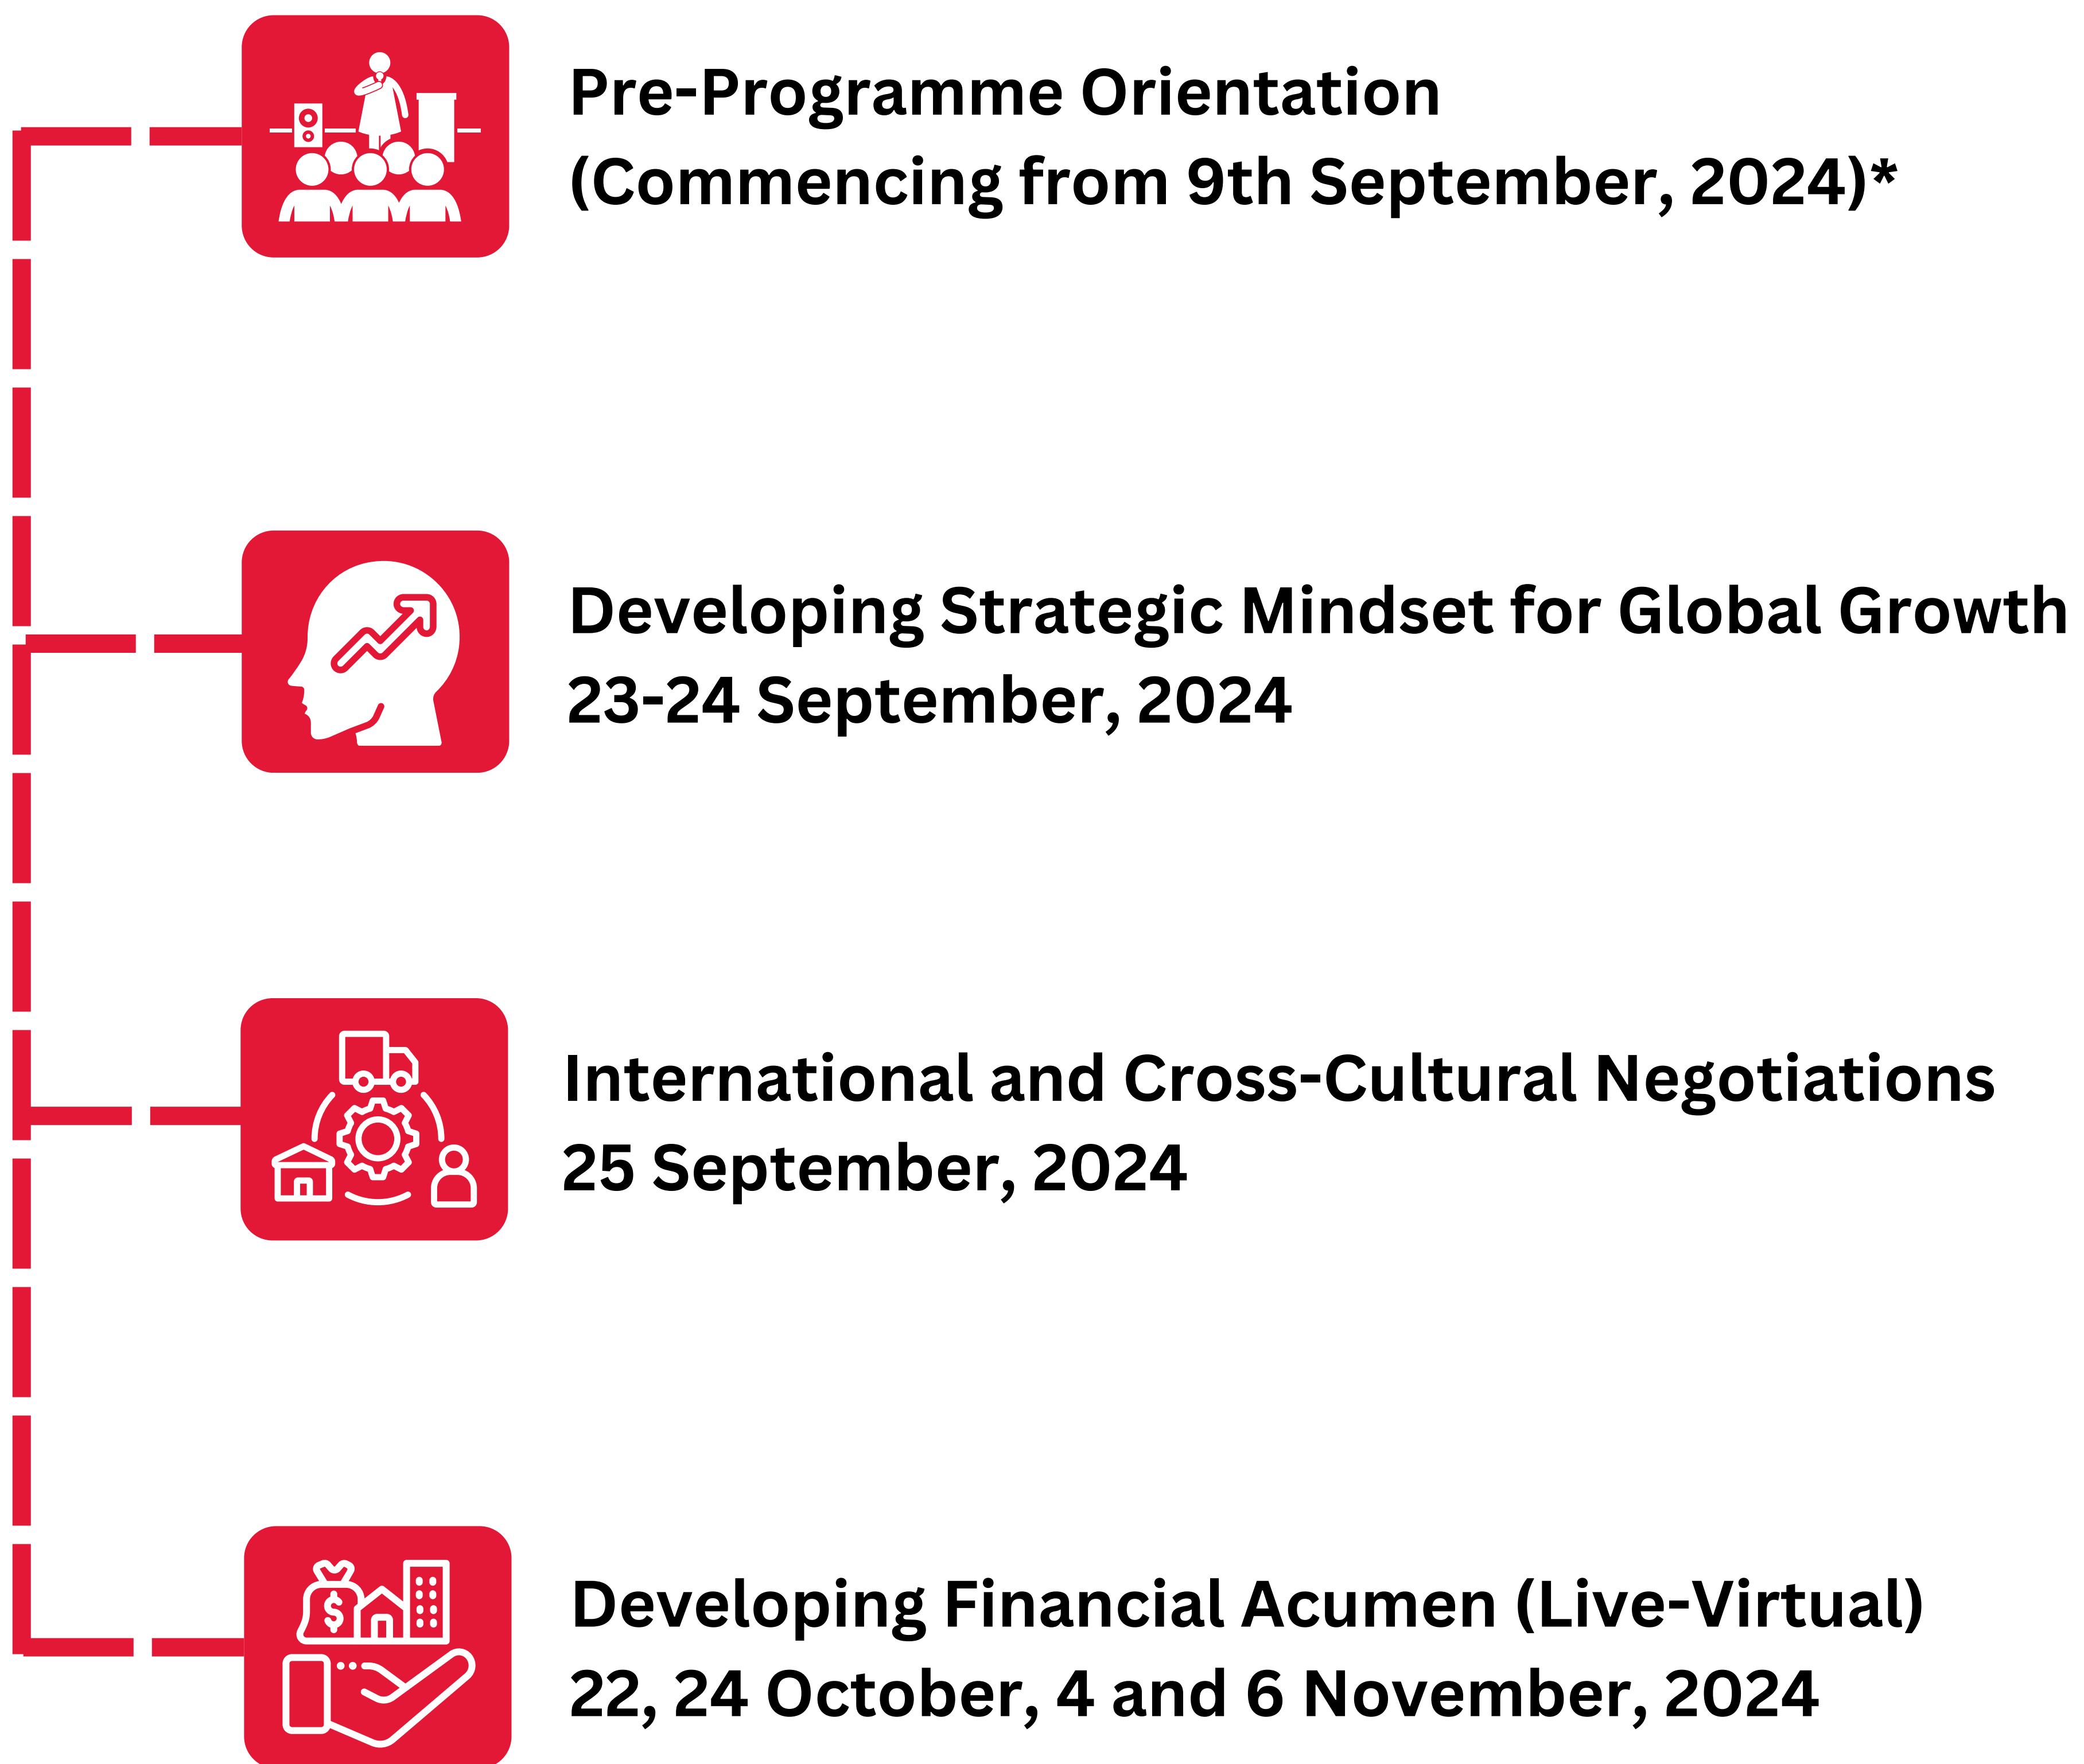 Pre-Programme Orientation
(Commencing from 9th September, 2024)*
Developing Strategic Mindset for Global Growth
23-24 September, 2024
International and Cross-Cultural Negotiations
25 September, 2024
Developing Financial Acumen (Live-Virtual)
22, 24 October, 4 and 6 November, 2024